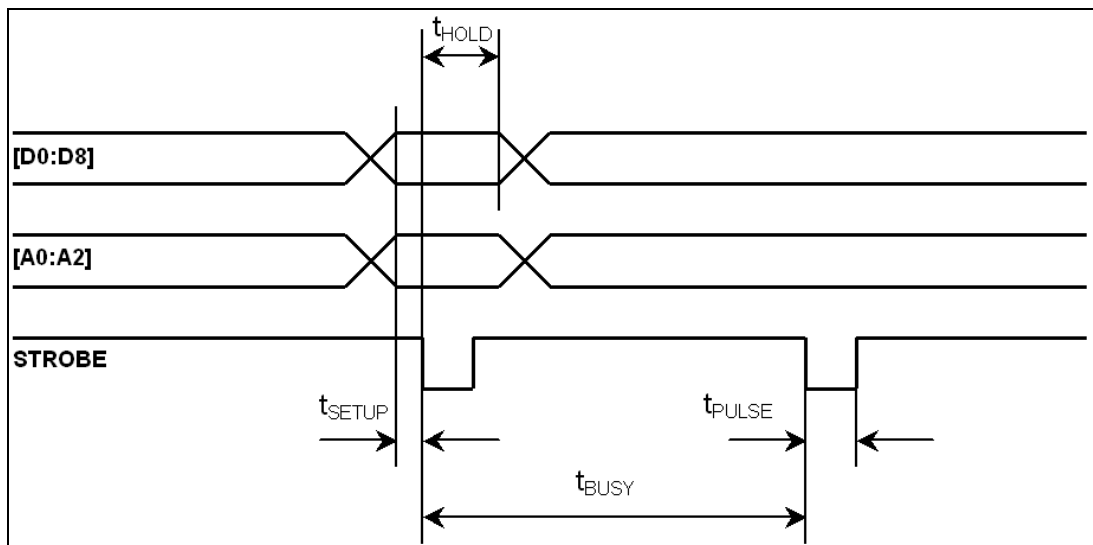 tHOLD
[D0:D8]
[A0:A2]
STROBE
tSETUP
tPULSE
tBUSY